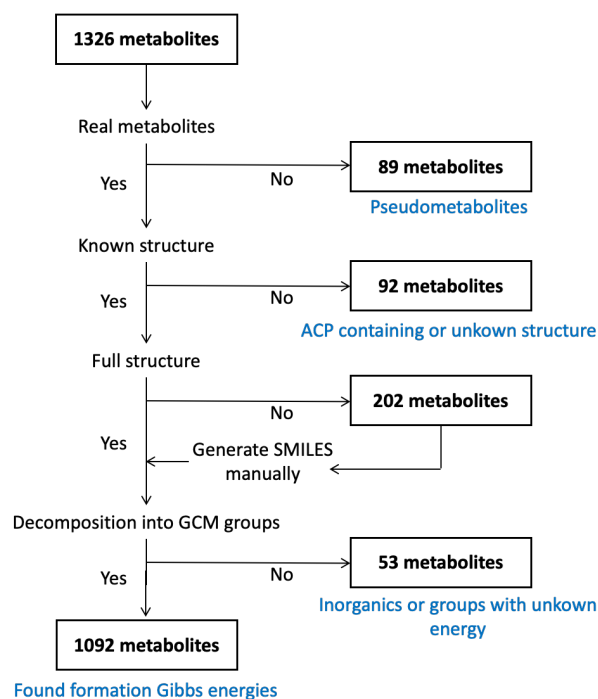 1326 metabolites
Real metabolites
Yes
No
89 metabolites
Pseudometabolites
Known structure
Yes
No
92 metabolites
ACP containing or unkown structure
Full structure
Yes
No
202 metabolites
Generate SMILES
manually
Decomposition into GCM groups
Yes
No
53 metabolites
Inorganics or groups with unkown
energy
1092 metabolites
Found formation Gibbs energies